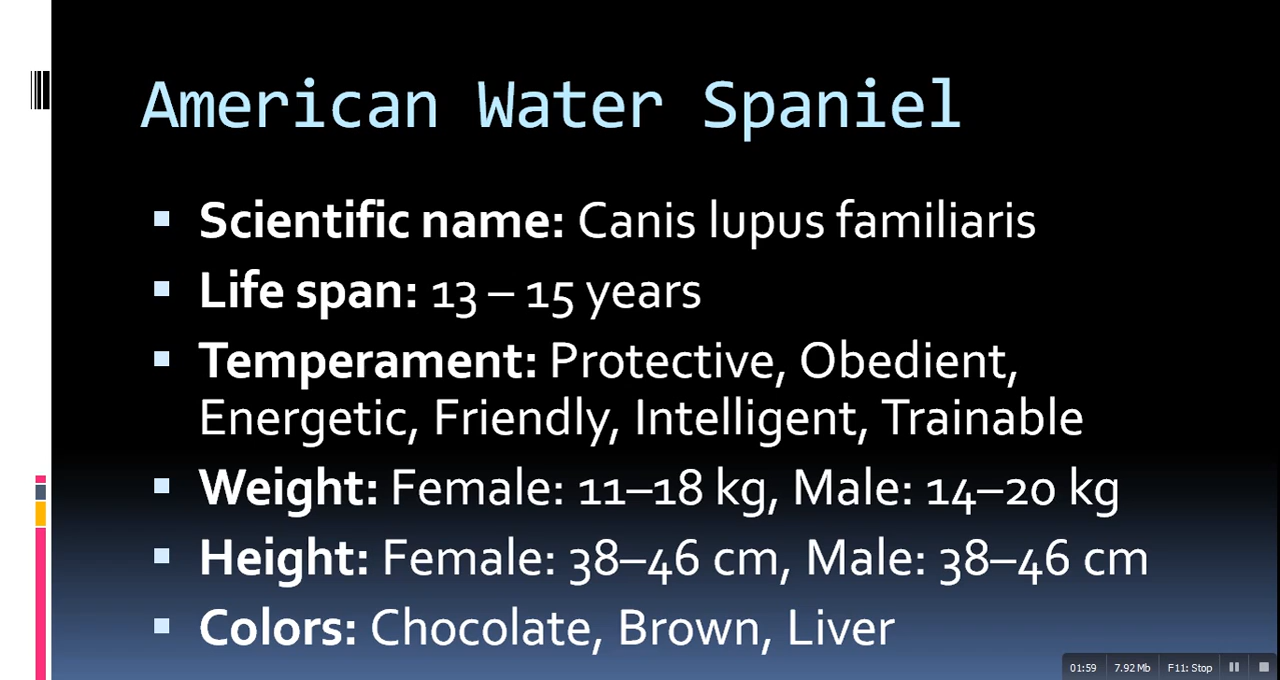 American Water Spaniel
Scientific name: Canis lupus familiaris
Life span: 13 – 15 years
Temperament: Protective, Obedient,
Energetic, Friendly, Intelligent, Trainable
Weight: Female: 11–18 kg, Male: 14–20 kg
Height: Female: 38–46 cm, Male: 38–46 cm
Colors: Chocolate, Brown, Liver
01:59 7.92 Mb F11: Stop